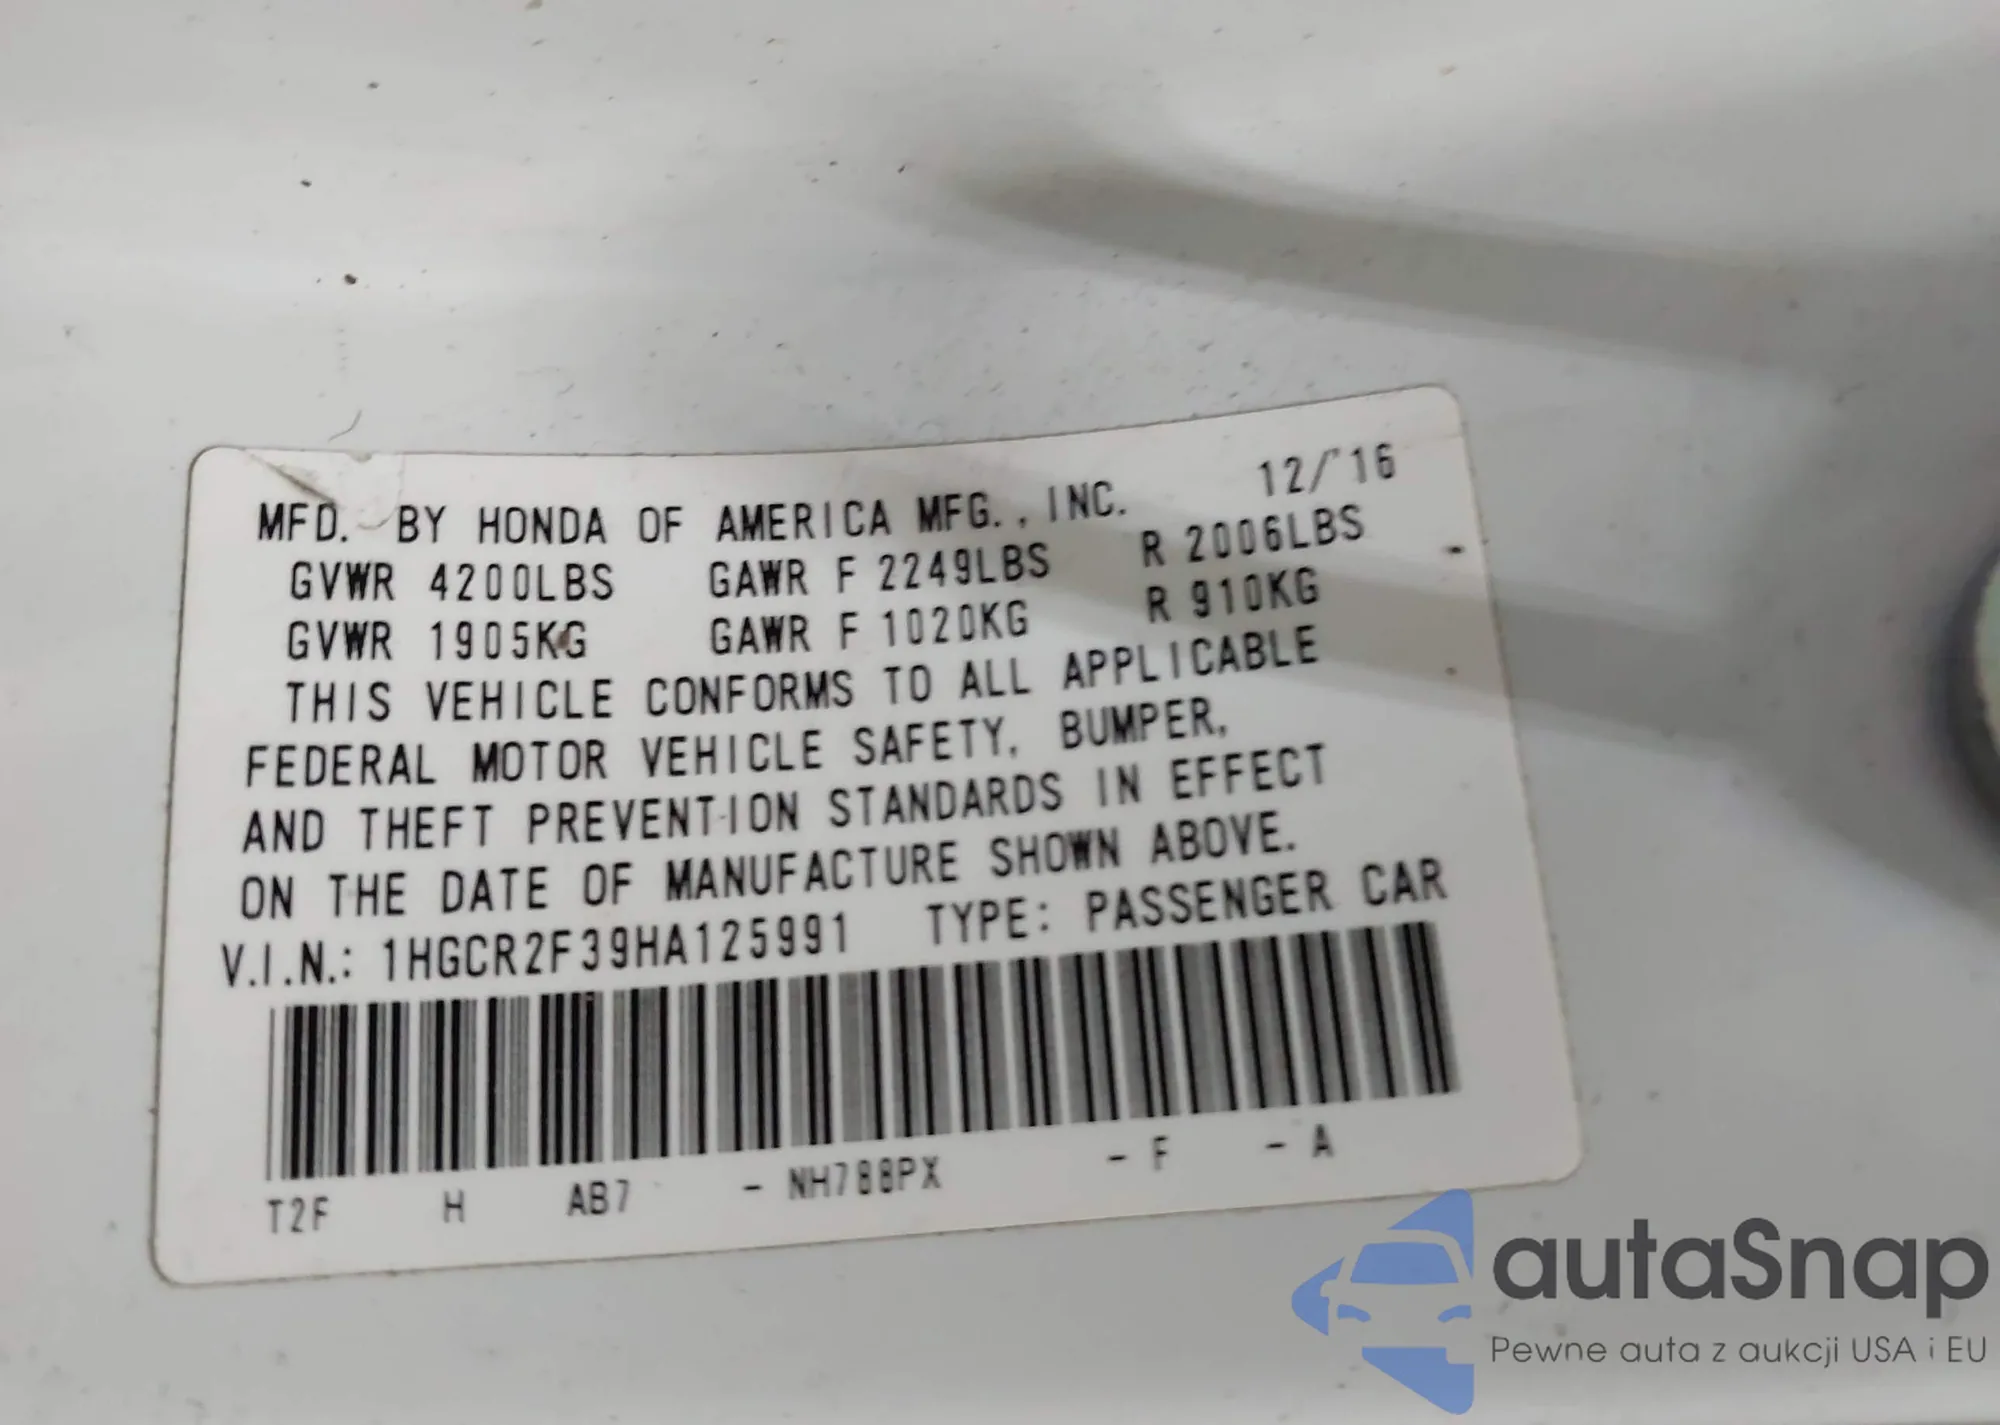 MFD. BY HONDA OF AMERICA MFG., INC. 12/'16
GVWR 4200LBS GAWR F 2249LBS R 2006LBS
GVWR 1905KG GAWR F 1020KG R 910KG
THIS VEHICLE CONFORMS TO ALL APPLICABLE
FEDERAL MOTOR VEHICLE SAFETY, BUMPER,
AND THEFT PREVENTION STANDARDS IN EFFECT
ON THE DATE OF MANUFACTURE SHOWN ABOVE.
V.I.N.: 1HGCR2F39HA125991 TYPE: PASSENGER CAR
T2F H AB7 - NH788PX - F - A
autaSnap
Pewne auta z aukcji USA i EU